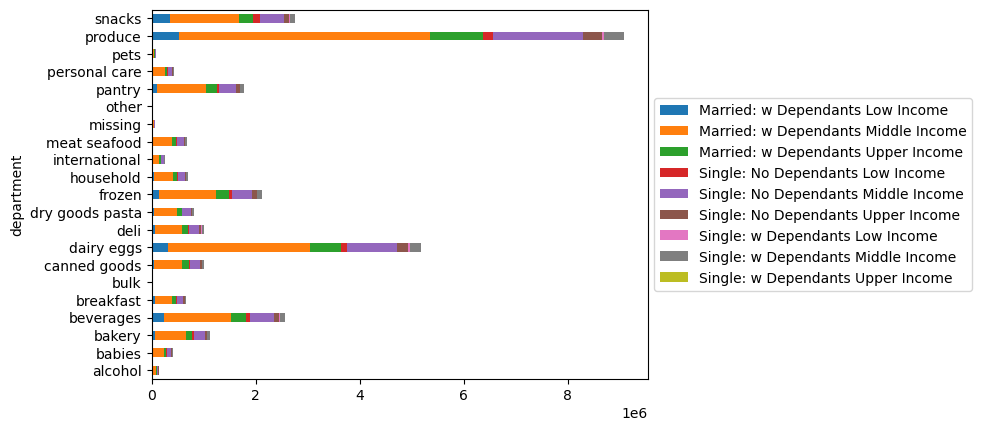 snacks
produce
pets
personal care
pantry
other
missing
meat seafood
international
household
frozen
dry goods pasta
deli
dairy eggs
canned goods
bulk
breakfast
beverages
bakery
babies
alcohol
department
0 2 4 6 8
1e6
Married: w Dependants Low Income
Married: w Dependants Middle Income
Married: w Dependants Upper Income
Single: No Dependants Low Income
Single: No Dependants Middle Income
Single: No Dependants Upper Income
Single: w Dependants Low Income
Single: w Dependants Middle Income
Single: w Dependants Upper Income